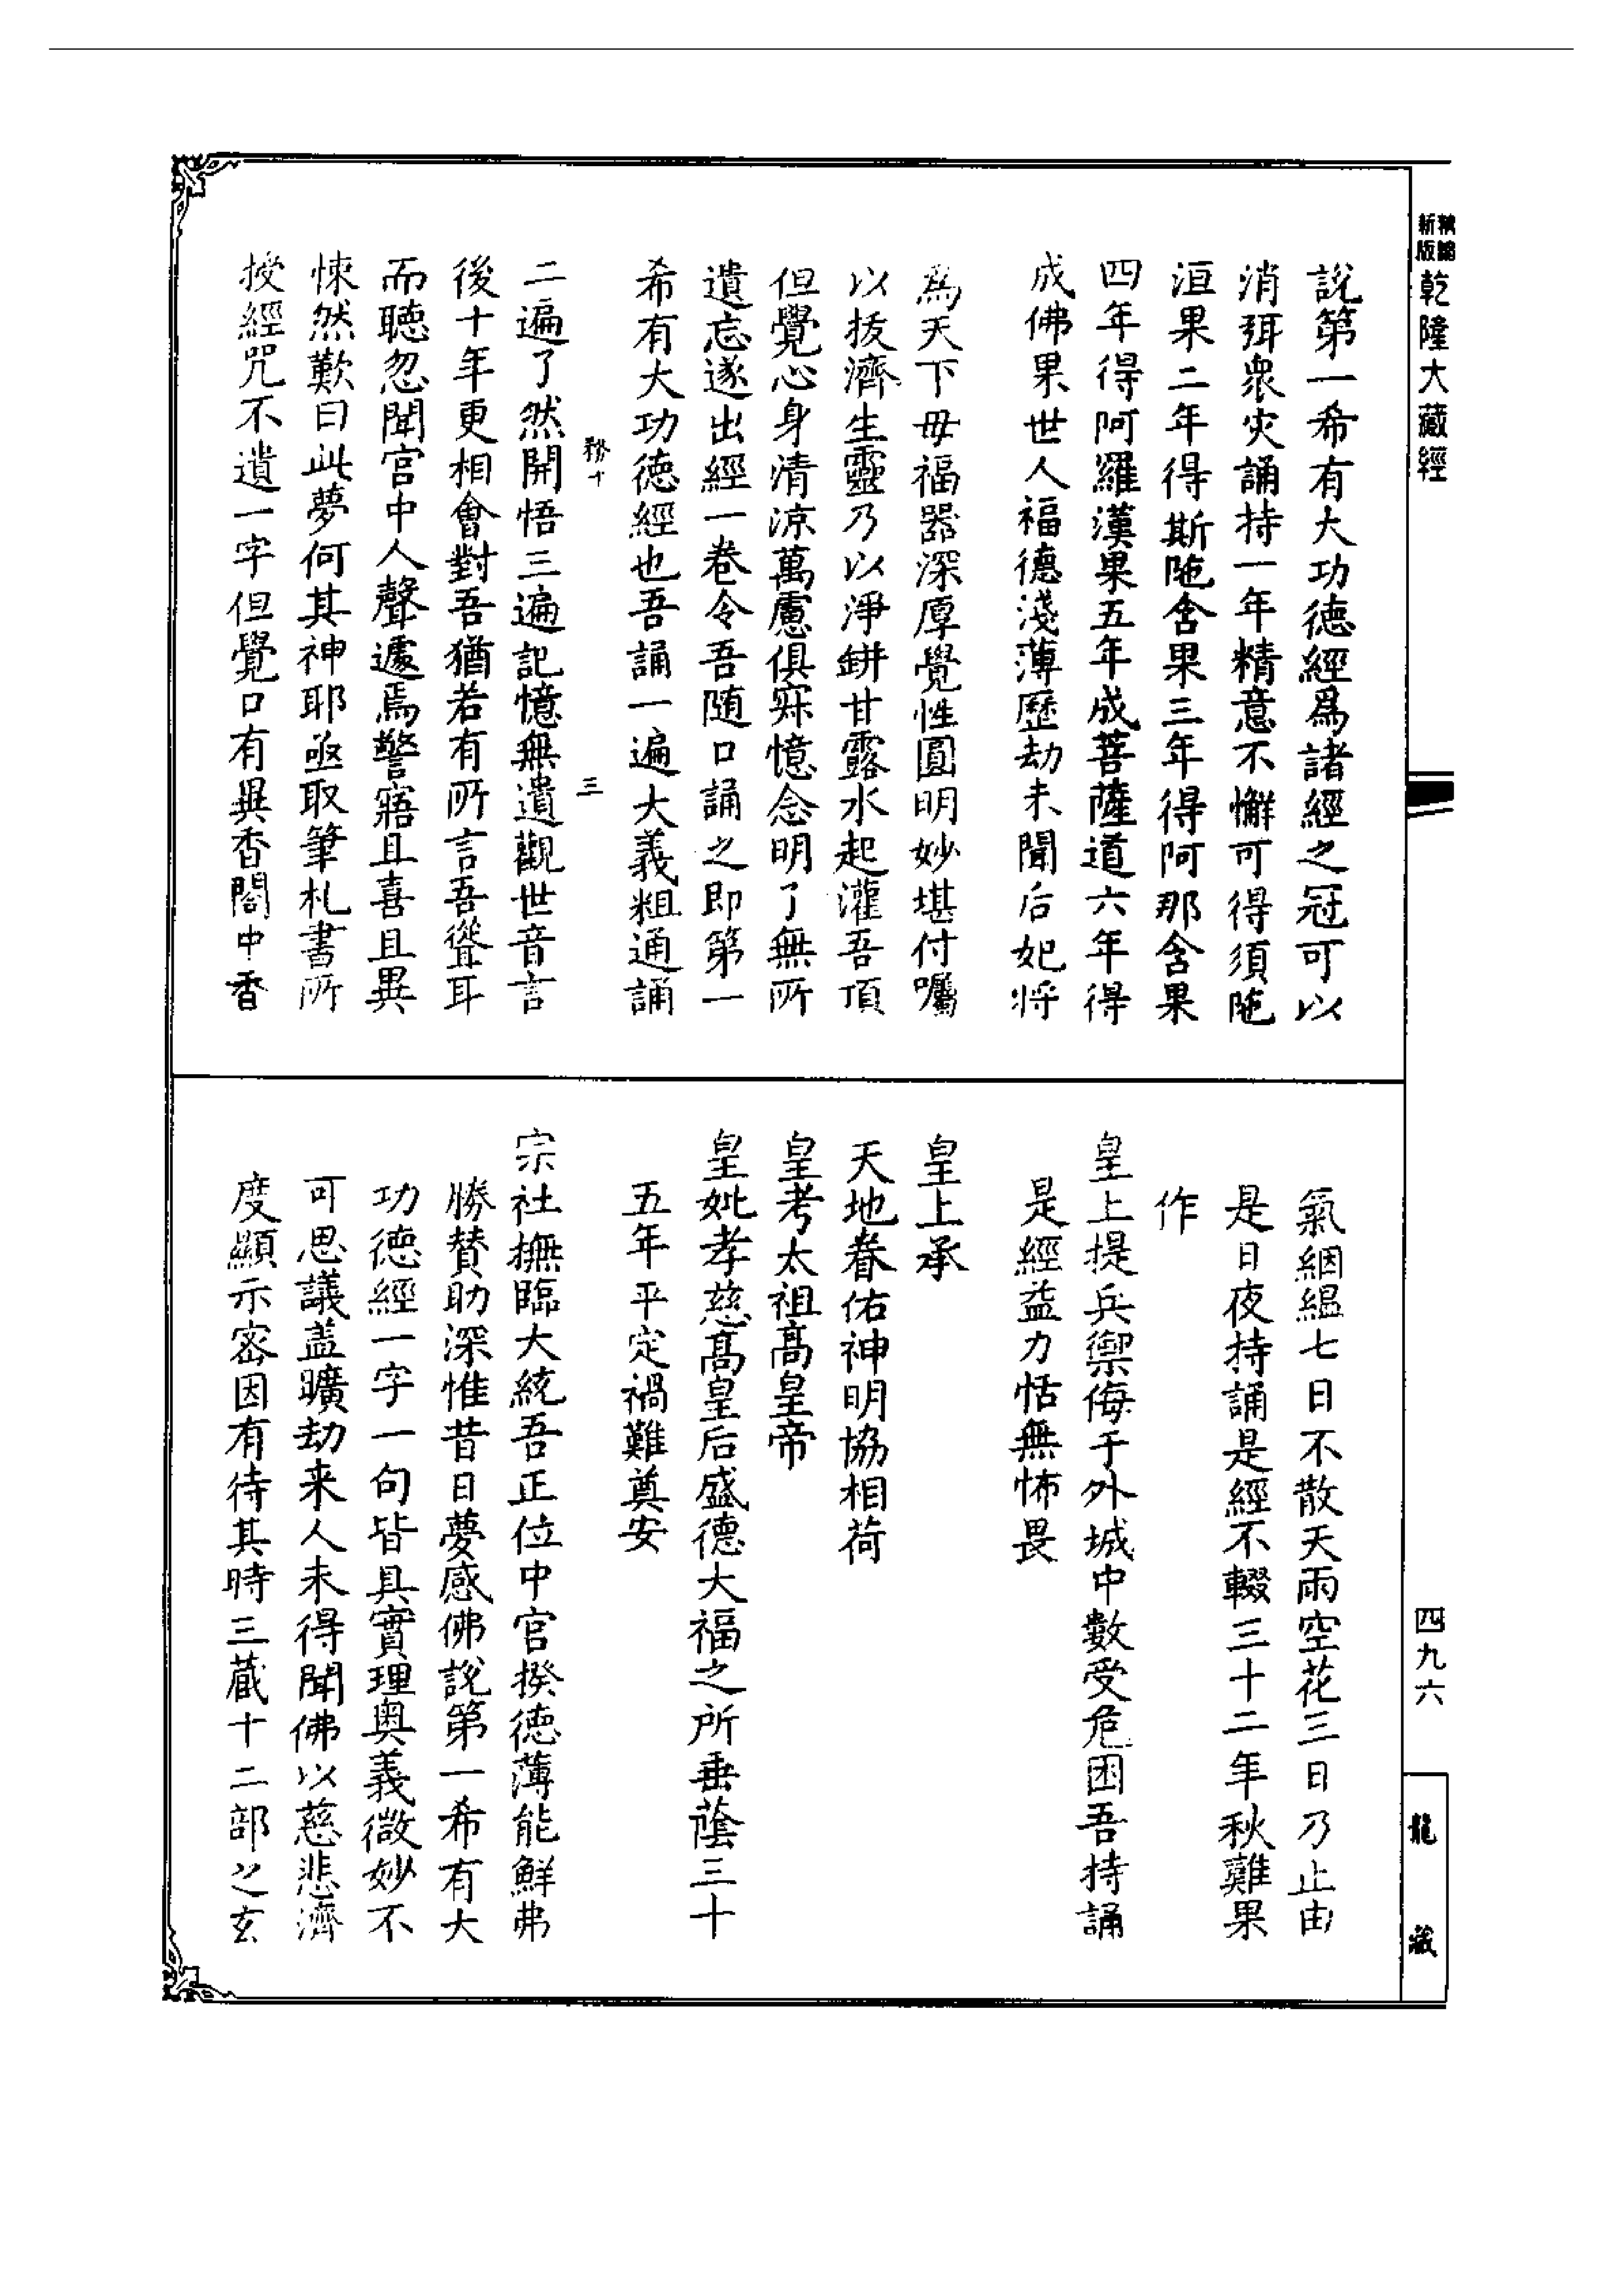 精縮新版
乾隆大藏經
說第一希有大功德經爲諸經之冠可以
消弭衆灾誦持一年精意不懈可得須陁
洹果二年得斯陁含果三年得阿那含果
四年得阿羅漢果五年成菩薩道六年得
成佛果世人福德淺薄歷劫未聞后妃将
爲天下母福器深厚覺性圓明妙堪付囑
以拔濟生靈乃以淨缾甘露水起灌吾頂
但覺心身清涼萬慮俱寂憶念明了無所
遺忘遂出經一卷令吾随口誦之即第一
希有大功德經也吾誦一遍大義粗通誦
務十
三
二遍了然開悟三遍記憶無遺觀世音言
後十年更相會對吾猶若有所言吾聳耳
而聴忽聞宫中人聲遽焉警寤且喜且異
悚然歎曰此夢何其神耶亟取筆札書所
授經咒不遺一字但覺口有異香閤中香
氣綑緼七日不散天雨空花三日乃止由
是日夜持誦是經不輟三十二年秋難果
作
皇上提兵禦侮于外城中數受危困吾持誦
是經益力恬無怖畏
皇上承
天地眷佑神明協相荷
皇考太祖髙皇帝
皇妣孝慈髙皇后盛德大福之所垂蔭三十
五年平定禍難奠安
宗社撫臨大統吾正位中宫揆德薄能鮮弗
勝賛助深惟昔日夢感佛說第一希有大
功德經一字一句皆具實理奥義微妙不
可思議盖曠劫来人未得聞佛以慈悲濟
度顯示密因有待其時三藏十二部之玄
四九六
龍藏